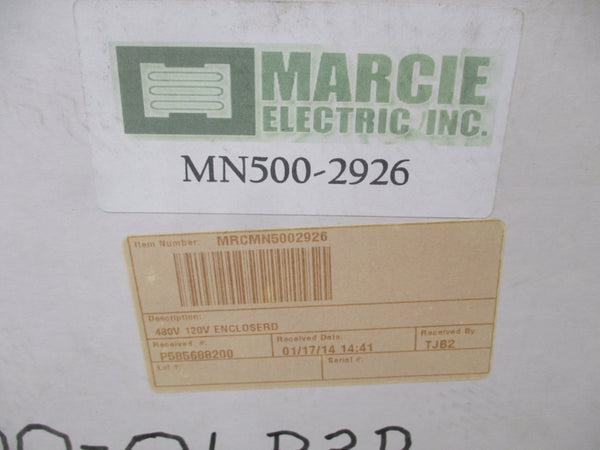 MARCIE
ELECTRIC, INC.
MN500-2926
Item Number: MRCMN5002926
Description:
480V 120V ENCLOSERD
Received #: Received Date: Received By:
P585688200 01/17/14 14:41 TJB2
Lot #: Serial #: